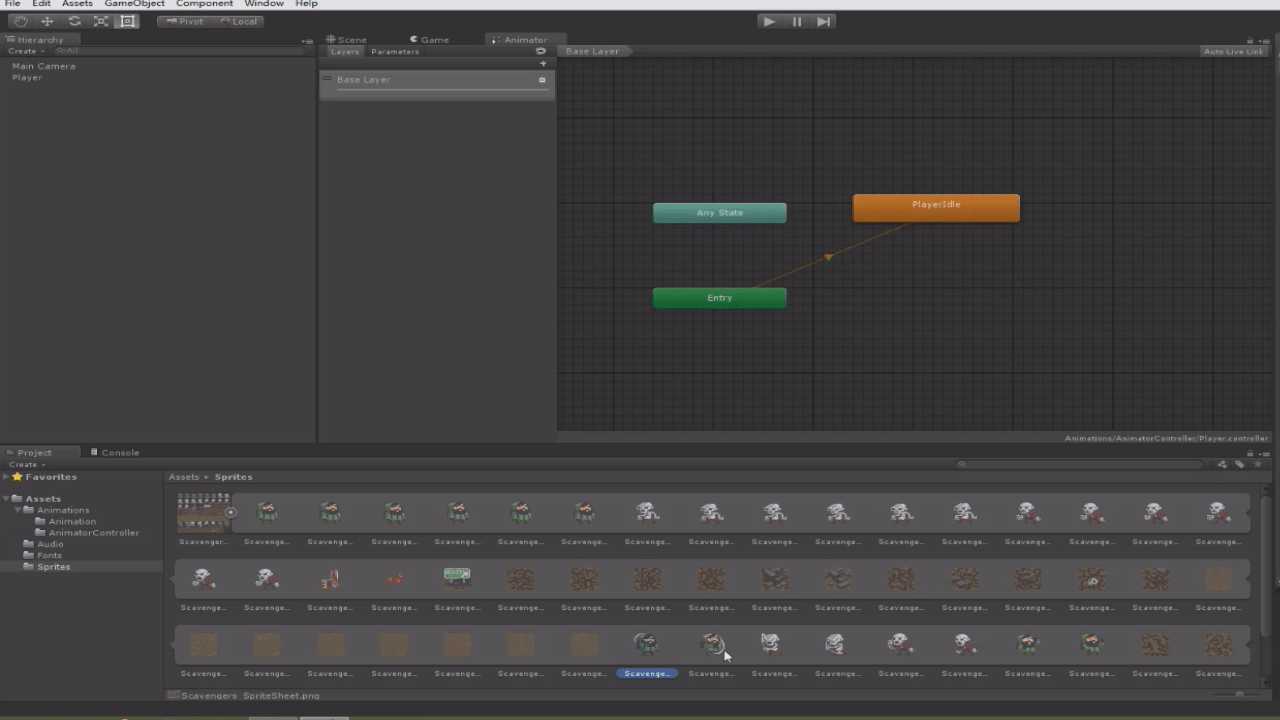 File Edit Assets GameObject Component Window Help
Pivot Local
Hierarchy Scene Game Animator
Create All Layers Parameters Base Layer Auto Live Link
Main Camera
Player
Base Layer
PlayerIdle
Any State
Entry
Animations/AnimatorController/Player.controller
Project Console
Create
Favorites Assets Sprites
Assets
Animations
Animation
AnimatorController
Audio
Fonts
Sprites
Scavenger... Scavenge... Scavenge... Scavenge... Scavenge... Scavenge... Scavenge... Scavenge... Scavenge... Scavenge... Scavenge... Scavenge... Scavenge... Scavenge... Scavenge... Scavenge... Scavenge...
Scavenge... Scavenge... Scavenge... Scavenge... Scavenge... Scavenge... Scavenge... Scavenge... Scavenge... Scavenge... Scavenge... Scavenge... Scavenge... Scavenge... Scavenge... Scavenge... Scavenge...
Scavenge... Scavenge... Scavenge... Scavenge... Scavenge... Scavenge... Scavenge... Scavenge... Scavenge... Scavenge... Scavenge... Scavenge... Scavenge... Scavenge... Scavenge... Scavenge... Scavenge...
Scavengers_SpriteSheet.png